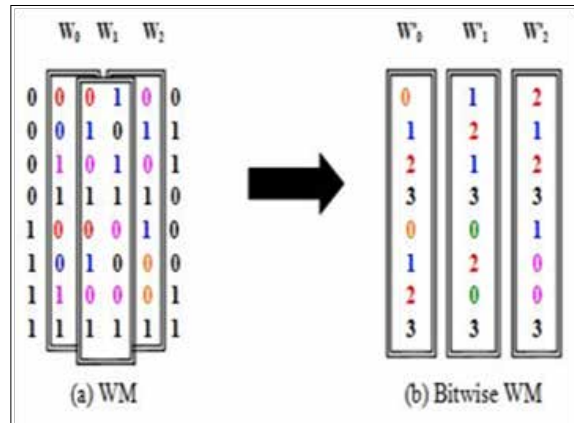 W₀ W₁ W₂ W'₀ W'₁ W'₂
0 0 0 1 0 0 0 1 2
0 0 1 0 1 1 1 2 1
0 1 0 1 0 1 2 1 2
0 1 1 1 1 0 3 3 3
1 0 0 0 1 0 0 0 1
1 0 1 0 0 0 1 2 0
1 1 0 0 0 1 2 0 0
1 1 1 1 1 1 3 3 3
(a) WM (b) Bitwise WM